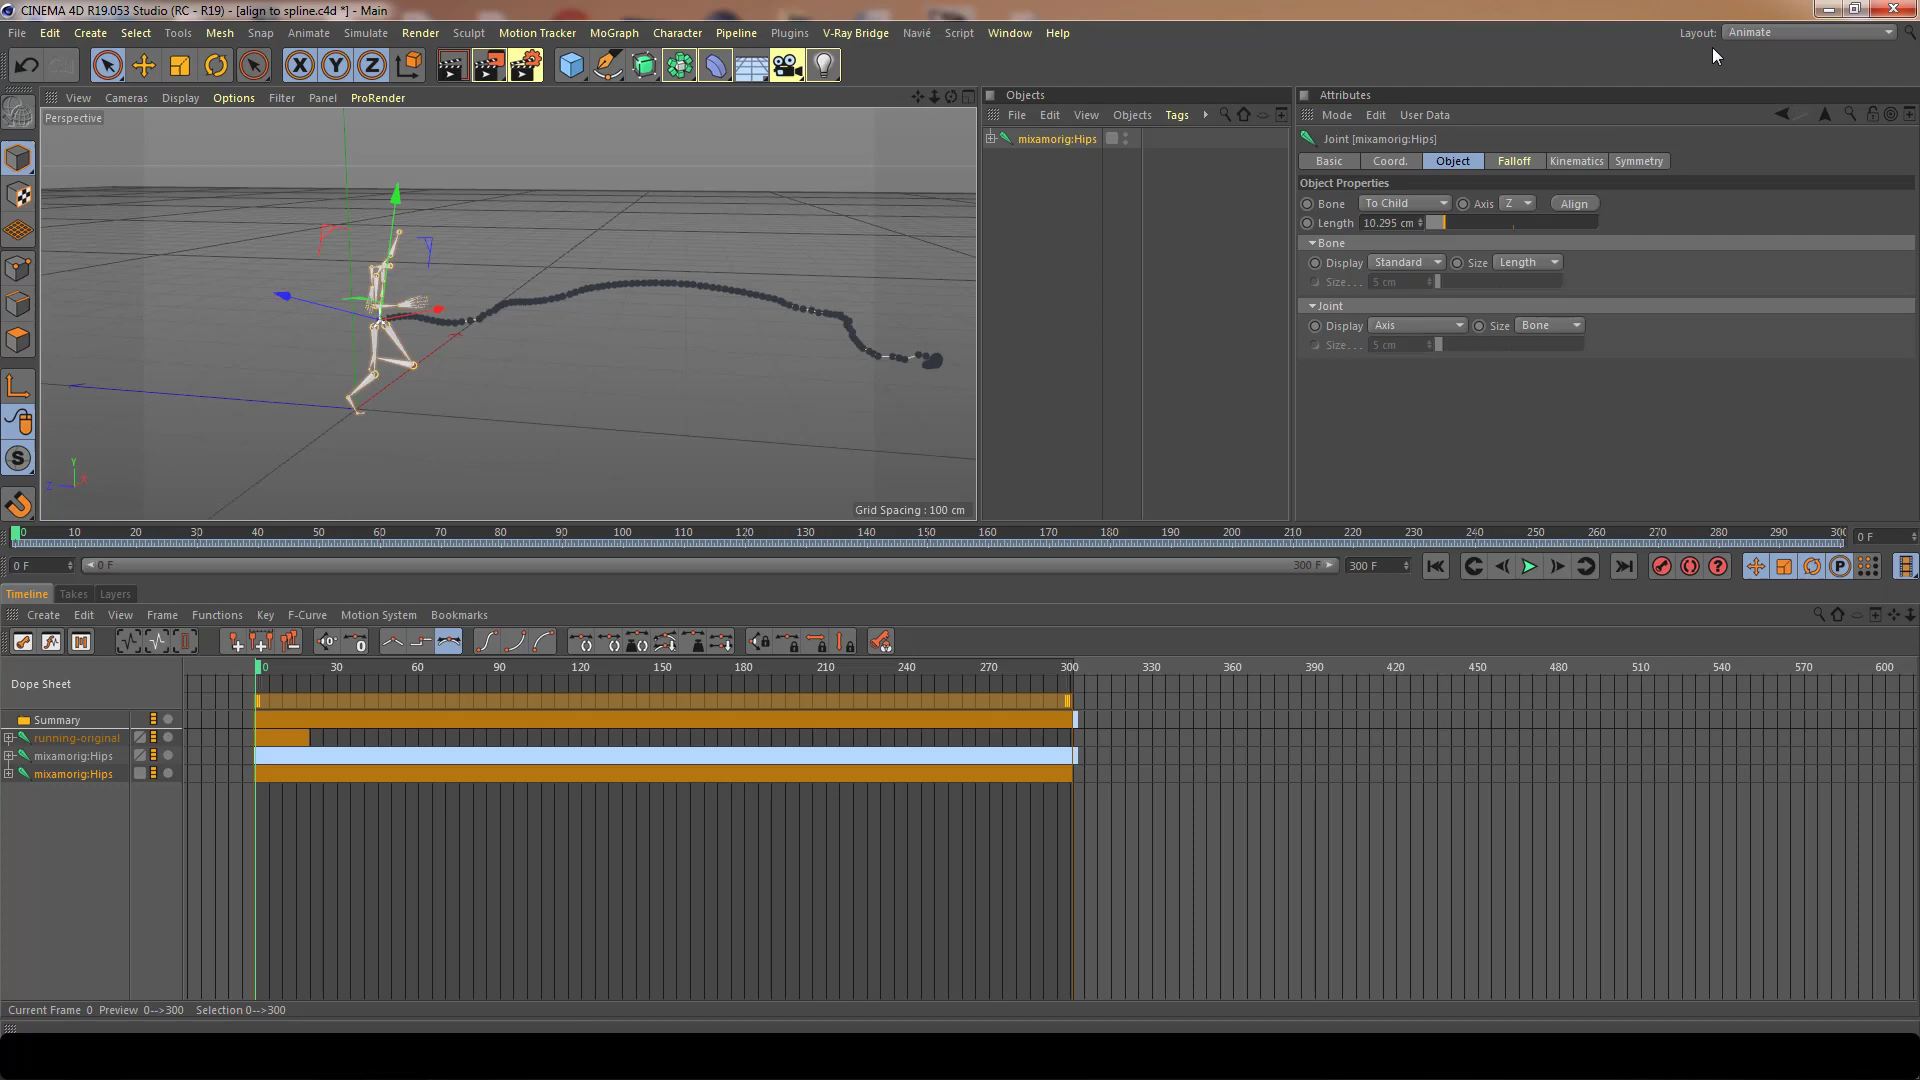 CINEMA 4D R19.053 Studio (RC - R19) - [align to spline.c4d *] - Main
File Edit Create Select Tools Mesh Snap Animate Simulate Render Sculpt Motion Tracker MoGraph Character Pipeline Plugins V-Ray Bridge Navié Script Window Help Layout: Animate
X Y Z
View Cameras Display Options Filter Panel ProRender
Perspective
Grid Spacing : 100 cm
Y
Z X
S
Objects
File Edit View Objects Tags
mixamorig:Hips
Attributes
Mode Edit User Data
Joint [mixamorig:Hips]
Basic Coord. Object Falloff Kinematics Symmetry
Object Properties
Bone To Child Axis Z Align
Length 10.295 cm
Bone
Display Standard Size Length
Size... 5 cm
Joint
Display Axis Size Bone
Size... 5 cm
0 10 20 30 40 50 60 70 80 90 100 110 120 130 140 150 160 170 180 190 200 210 220 230 240 250 260 270 280 290 300 0 F
0 F 0 F 300 F 300 F ? P
Timeline Takes Layers
Create Edit View Frame Functions Key F-Curve Motion System Bookmarks
0 0
0 30 60 90 120 150 180 210 240 270 300 330 360 390 420 450 480 510 540 570 600
Dope Sheet
Summary
running-original
mixamorig:Hips
mixamorig:Hips
Current Frame 0 Preview 0-->300 Selection 0-->300